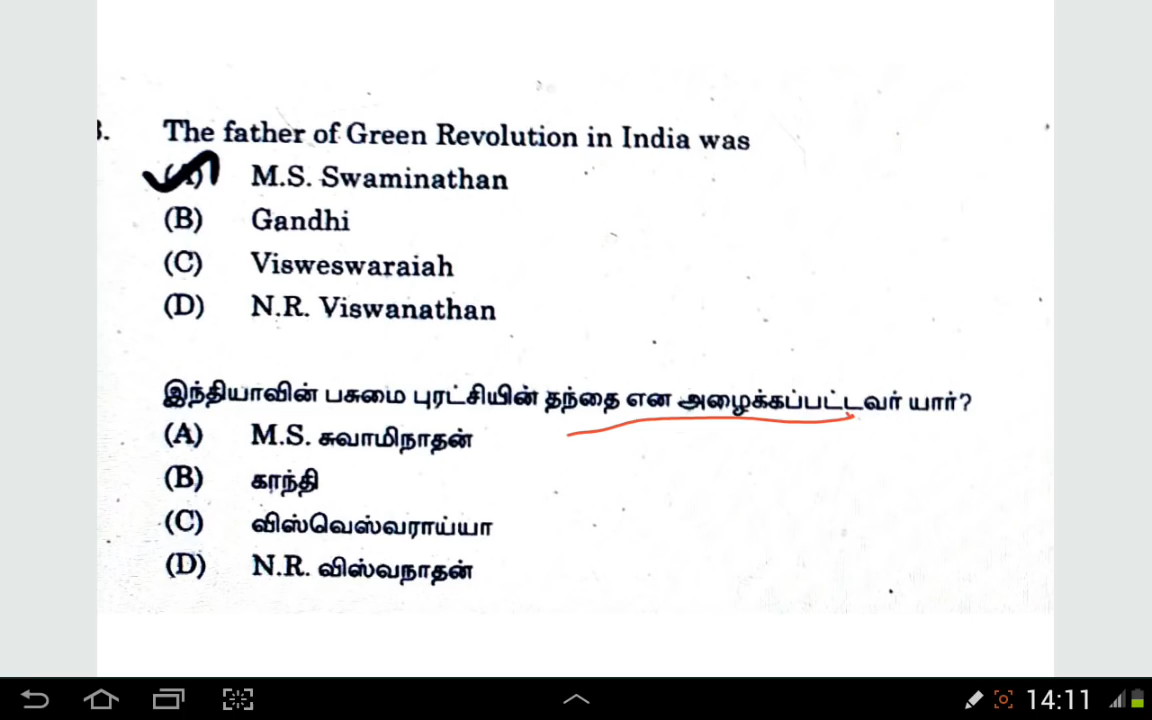 3. The father of Green Revolution in India was
(A) M.S. Swaminathan
(B) Gandhi
(C) Visweswaraiah
(D) N.R. Viswanathan
இந்தியாவின் பசுமை புரட்சியின் தந்தை என அழைக்கப்பட்டவர் யார்?
(A) M.S. சுவாமிநாதன்
(B) காந்தி
(C) விஸ்வெஸ்வராய்யா
(D) N.R. விஸ்வநாதன்
14:11